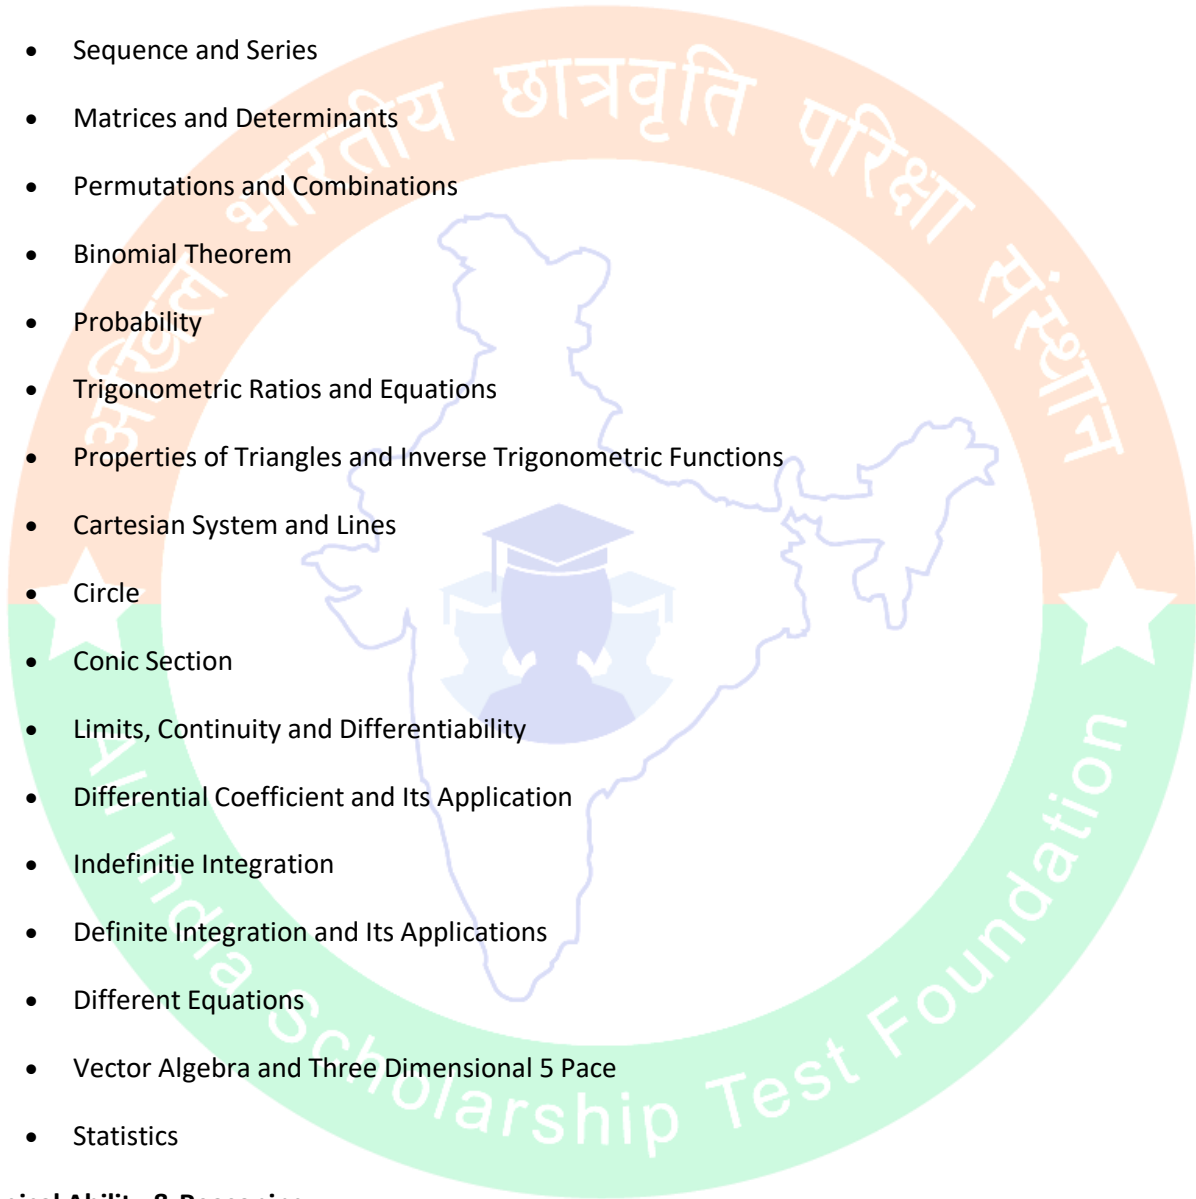 • Sequence and Series
• Matrices and Determinants
• Permutations and Combinations
• Binomial Theorem
• Probability
• Trigonometric Ratios and Equations
• Properties of Triangles and Inverse Trigonometric Functions
• Cartesian System and Lines
• Circle
• Conic Section
• Limits, Continuity and Differentiability
• Differential Coefficient and Its Application
• Indefinitie Integration
• Definite Integration and Its Applications
• Different Equations
• Vector Algebra and Three Dimensional 5 Pace
• Statistics
अखिल भारतीय छात्रवृति परिक्षा संस्थान
All India Scholarship Test Foundation